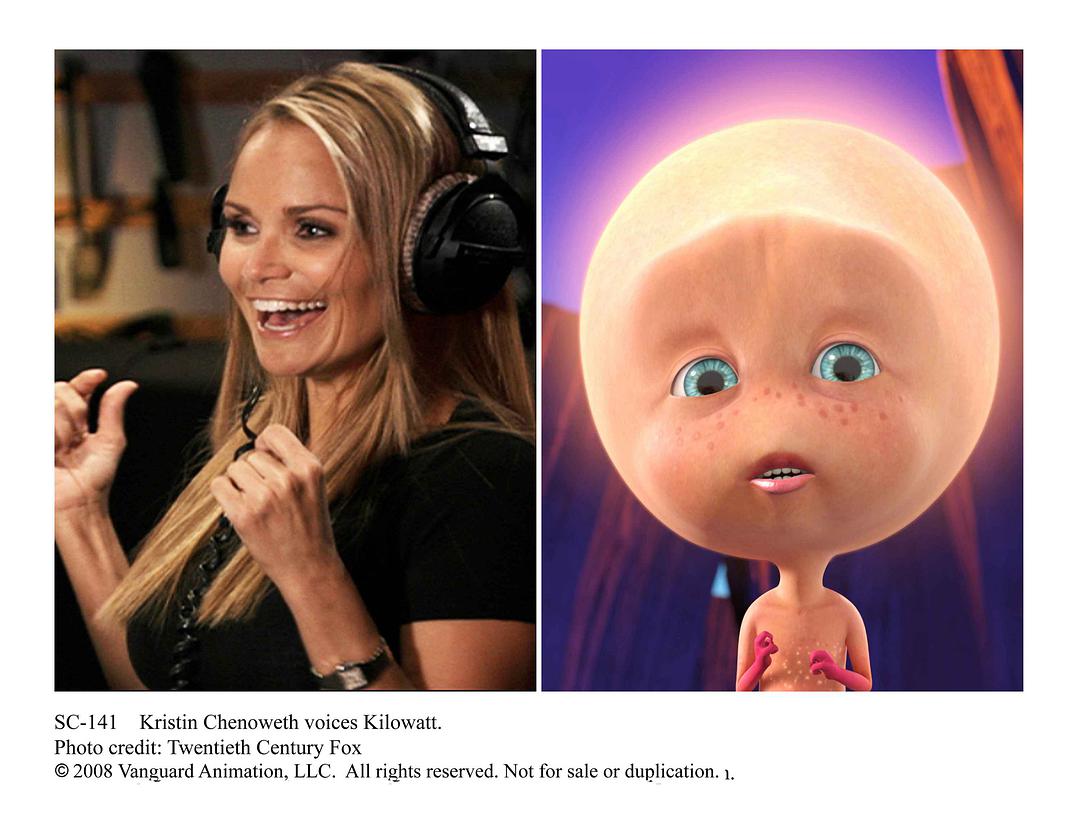 SC-141 Kristin Chenoweth voices Kilowatt.
Photo credit: Twentieth Century Fox
© 2008 Vanguard Animation, LLC. All rights reserved. Not for sale or duplication.